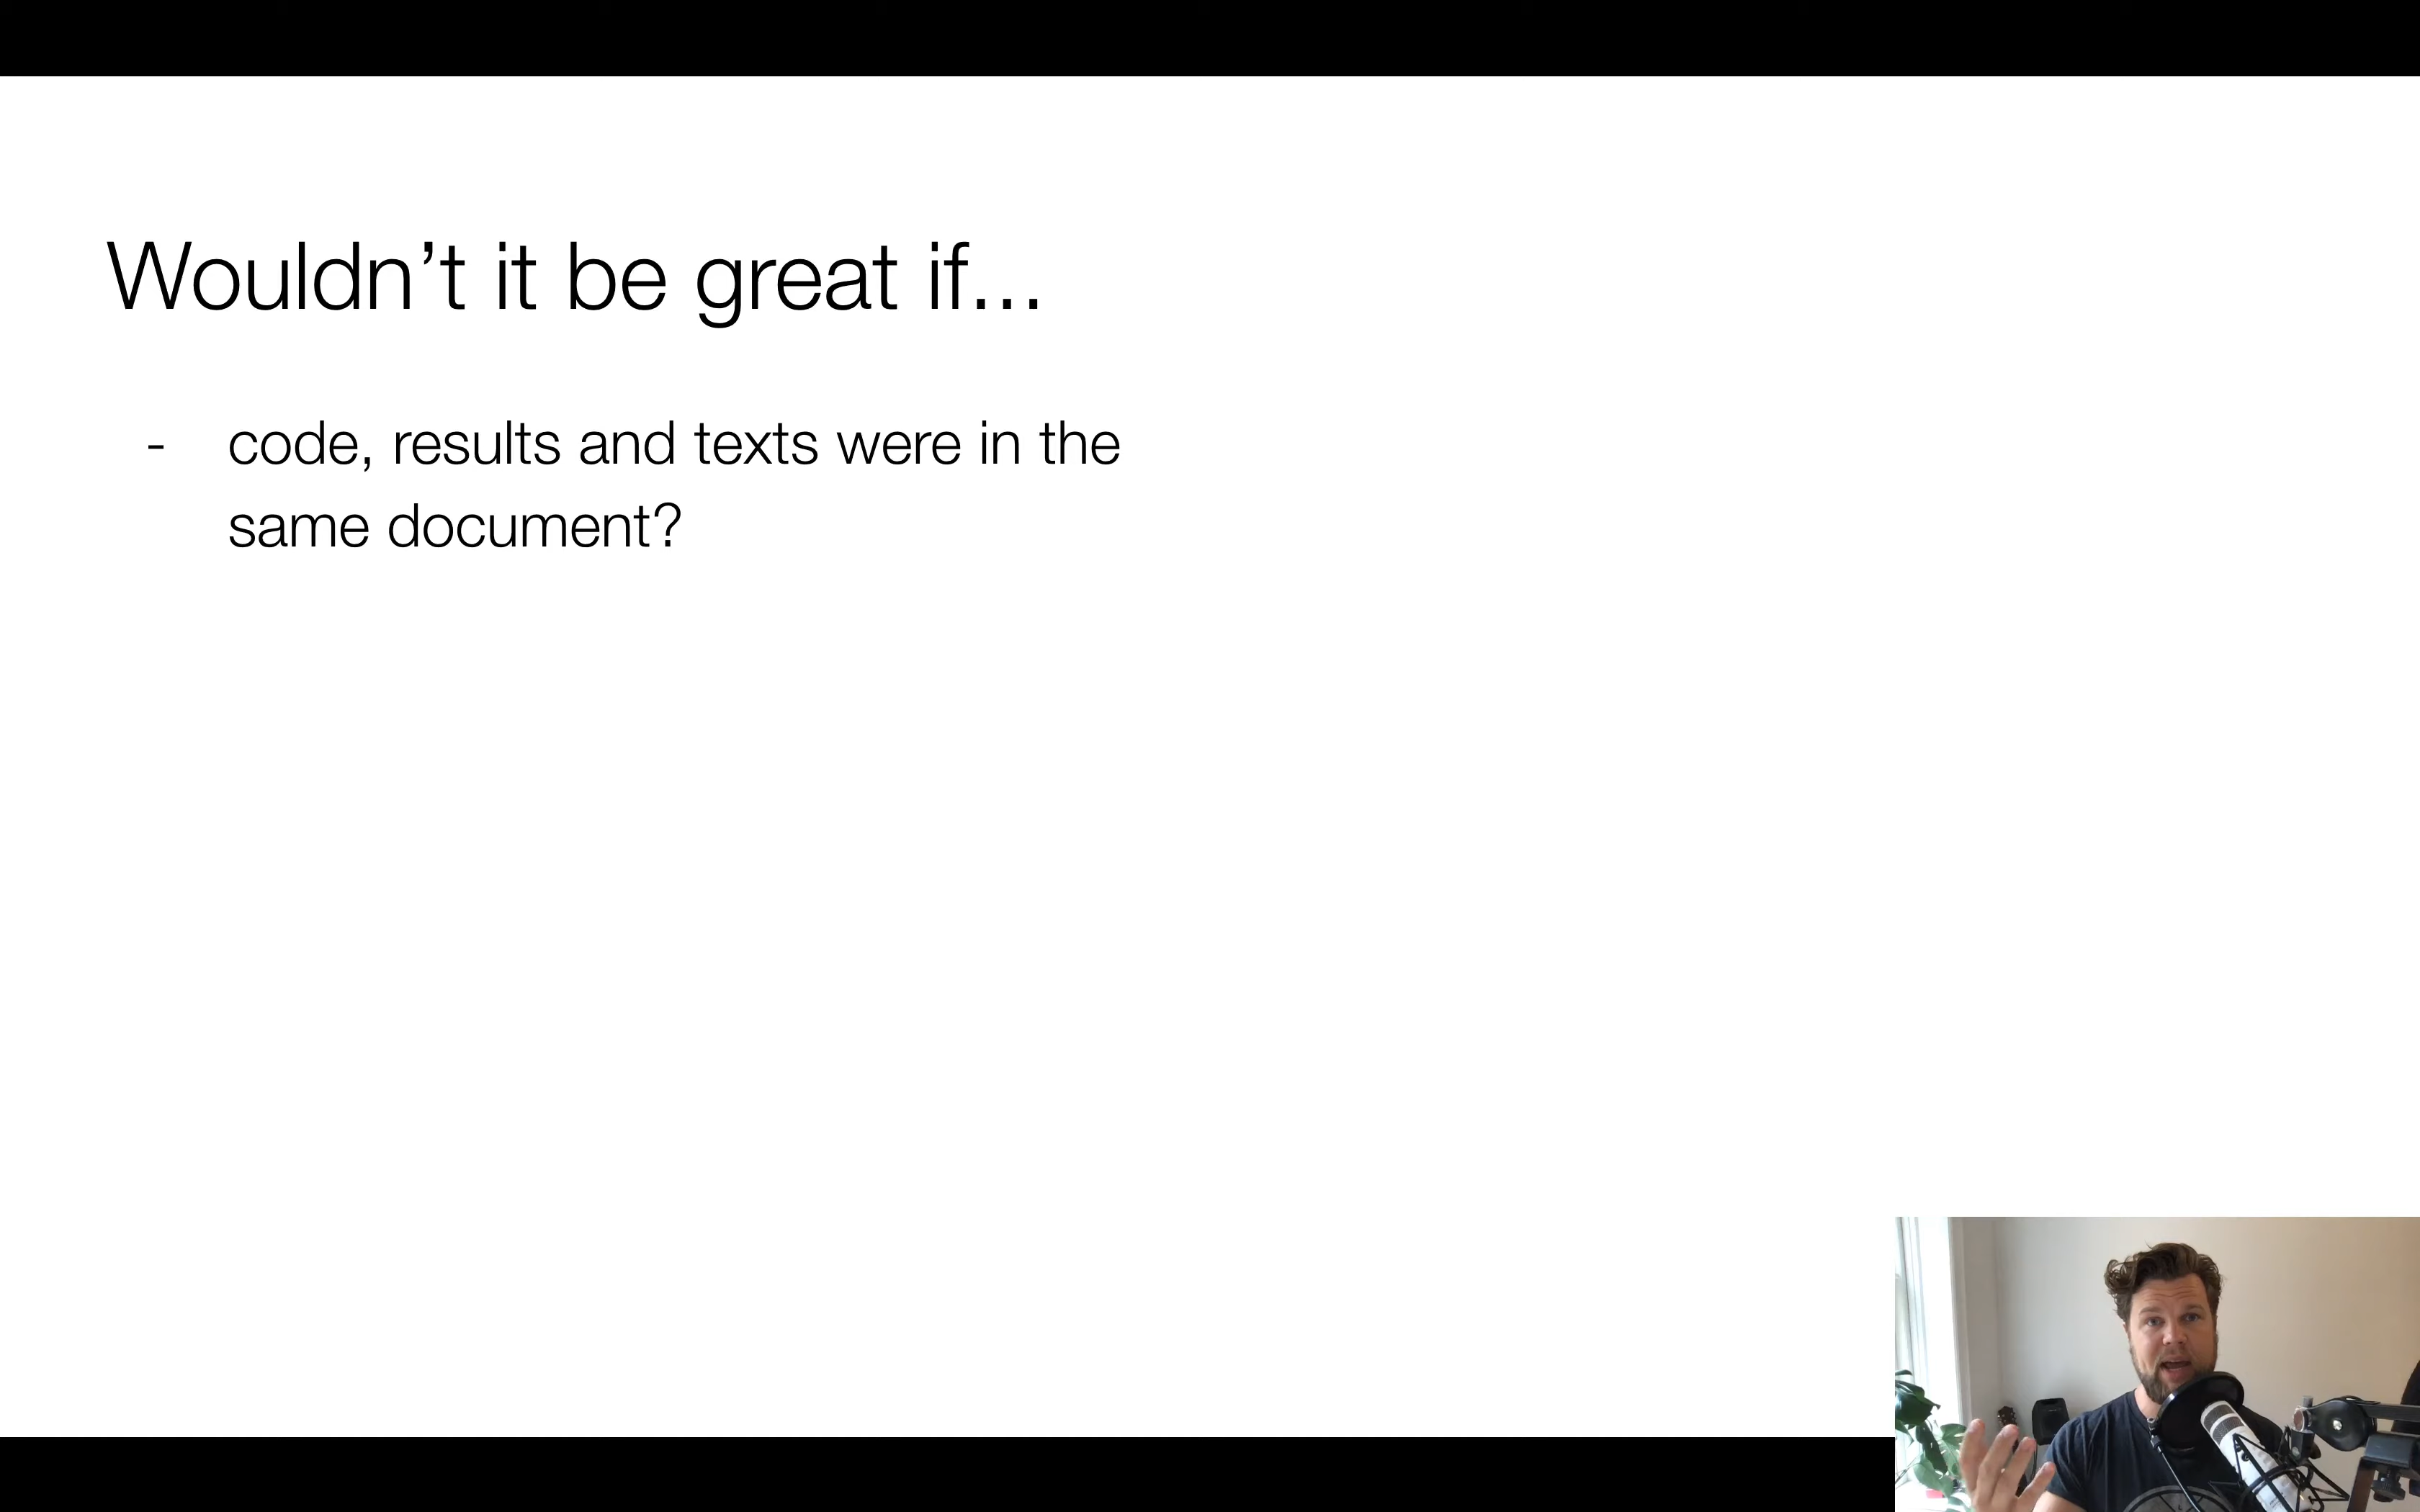 Wouldn’t it be great if...
- code, results and texts were in the
same document?